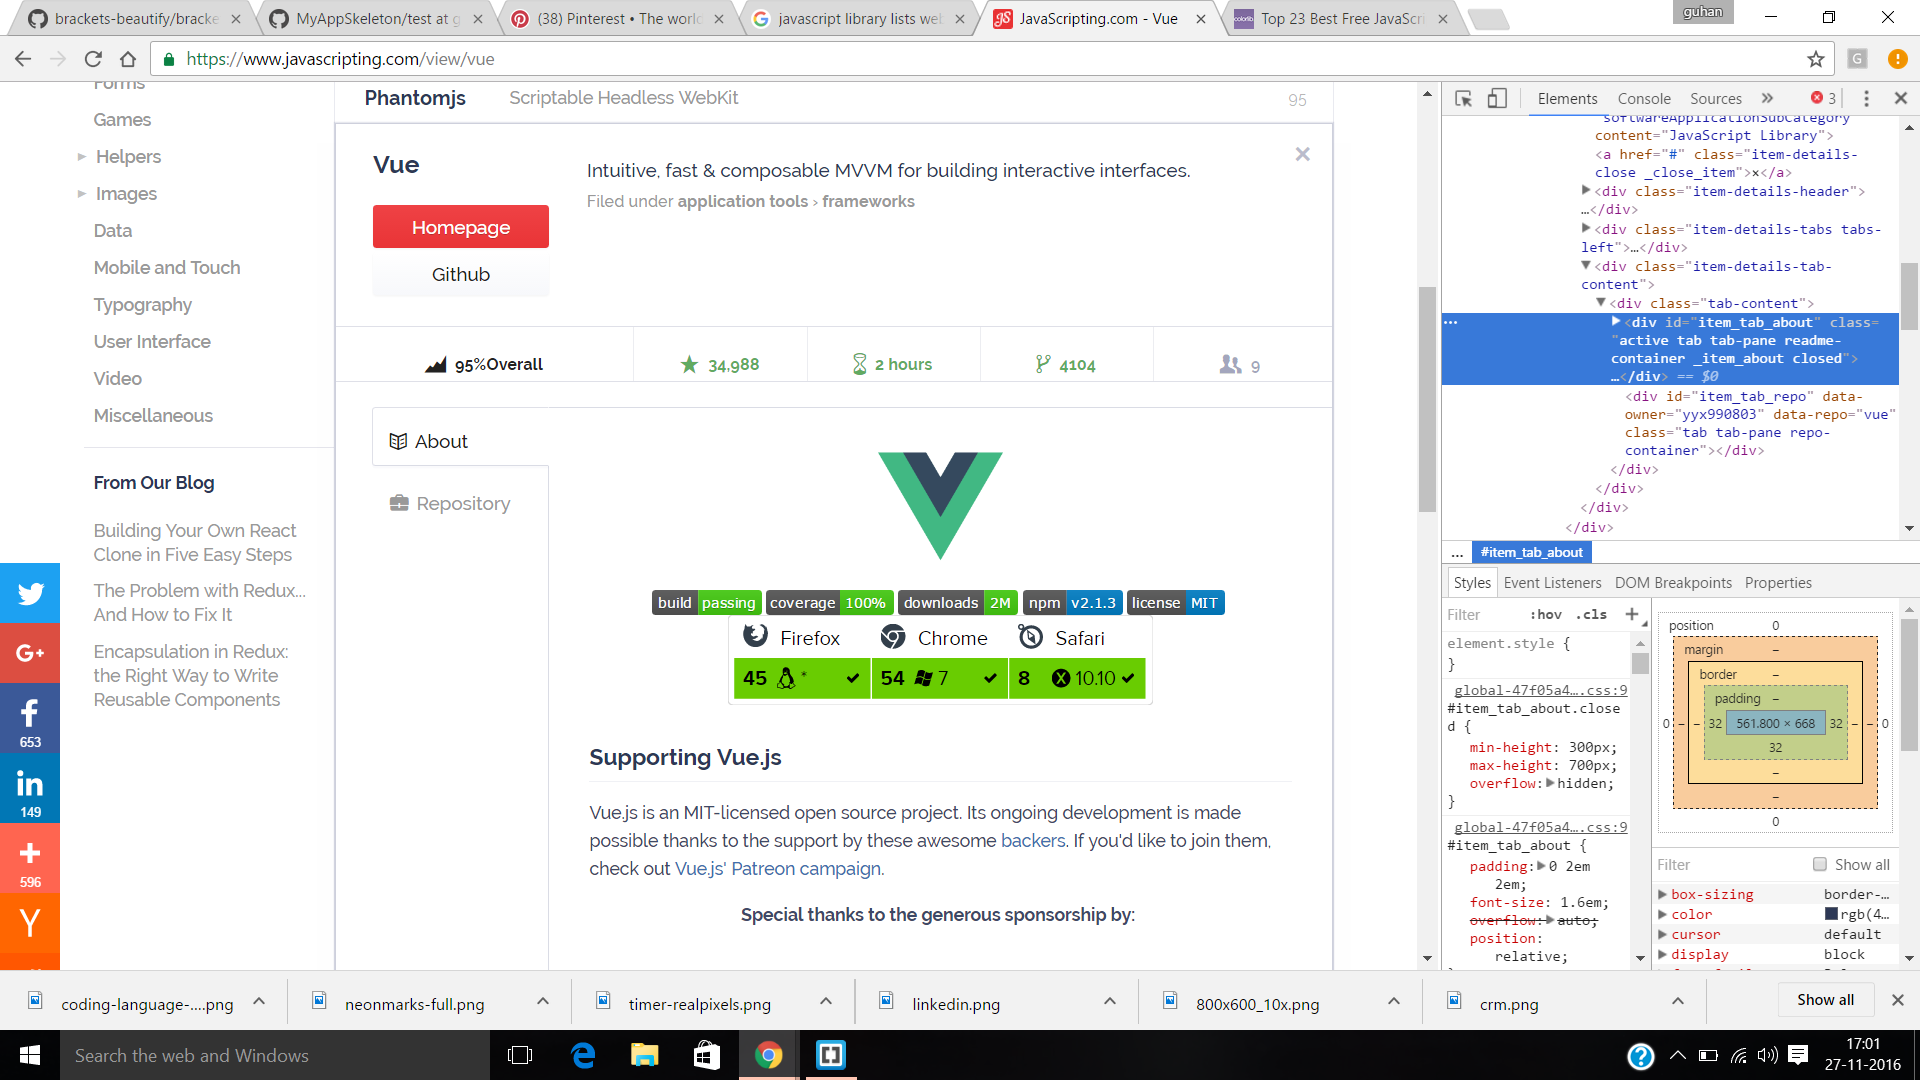 brackets-beautify/bracke
MyAppSkeleton/test at g
(38) Pinterest • The world
javascript library lists web
JavaScripting.com - Vue
Top 23 Best Free JavaScri
guhan
https://www.javascripting.com/view/vue
Forms
Games
Helpers
Images
Data
Mobile and Touch
Typography
User Interface
Video
Miscellaneous
From Our Blog
Building Your Own React
Clone in Five Easy Steps
The Problem with Redux...
And How to Fix It
Encapsulation in Redux:
the Right Way to Write
Reusable Components
G+
653
in
149
596
Phantomjs Scriptable Headless WebKit 95
Vue
Intuitive, fast & composable MVVM for building interactive interfaces.
Filed under application tools › frameworks
Homepage
Github
95%Overall 34,988 2 hours 4104 9
About
Repository
build passing coverage 100% downloads 2M npm v2.1.3 license MIT
Firefox Chrome Safari
45 * 54 7 8 10.10
Supporting Vue.js
Vue.js is an MIT-licensed open source project. Its ongoing development is made
possible thanks to the support by these awesome backers. If you'd like to join them,
check out Vue.js' Patreon campaign.
Special thanks to the generous sponsorship by:
Elements Console Sources » 3
softwareApplicationSubCategory
content="JavaScript Library">
<a href="#" class="item-details-
close _close_item">×</a>
<div class="item-details-header">
…</div>
<div class="item-details-tabs tabs-
left">…</div>
<div class="item-details-tab-
content">
<div class="tab-content">
<div id="item_tab_about" class=
"active tab tab-pane readme-
container _item_about closed">
…</div> == $0
<div id="item_tab_repo" data-
owner="yyx990803" data-repo="vue"
class="tab tab-pane repo-
container"></div>
</div>
</div>
</div>
</div>
... #item_tab_about
Styles Event Listeners DOM Breakpoints Properties
Filter :hov .cls +
element.style {
}
global-47f05a4….css:9
#item_tab_about.close
d {
min-height: 300px;
max-height: 700px;
overflow: hidden;
}
global-47f05a4….css:9
#item_tab_about {
padding: 0 2em
2em;
font-size: 1.6em;
overflow: auto;
position:
relative;
position 0
margin –
border –
padding –
0 – – 32 561.800 × 668 32 – – 0
32
–
–
0
Filter Show all
box-sizing border-…
color rgb(4…
cursor default
display block
coding-language-....png
neonmarks-full.png
timer-realpixels.png
linkedin.png
800x600_10x.png
crm.png
Show all
Search the web and Windows
17:01
27-11-2016